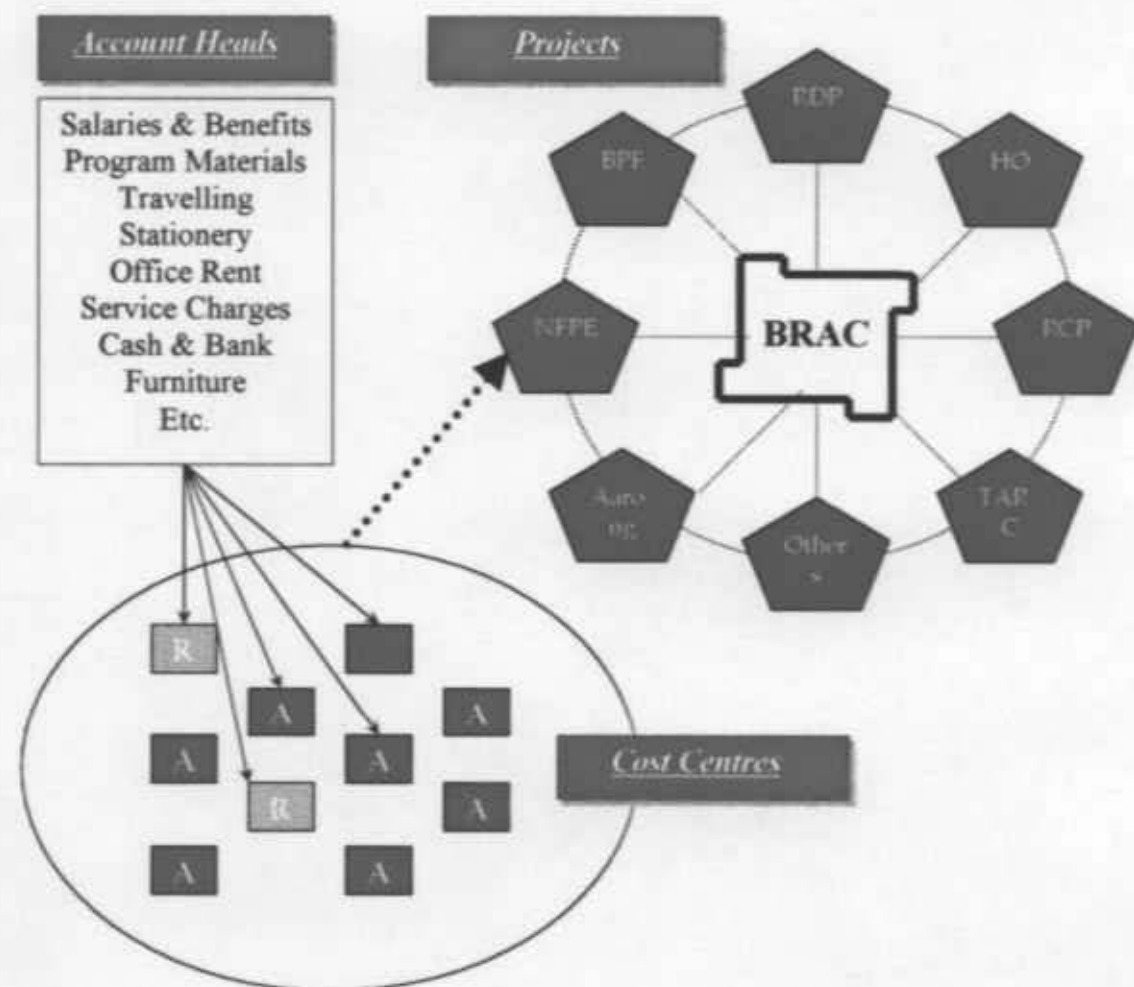 Account Heads
Projects
Salaries & Benefits
Program Materials
Travelling
Stationery
Office Rent
Service Charges
Cash & Bank
Furniture
Etc.
RDP
BPF
HO
NFPE
BRAC
RCP
Aaro
ng
Other
s
TAR
C
R
A
A
A
A
Cost Centres
R
A
A
A